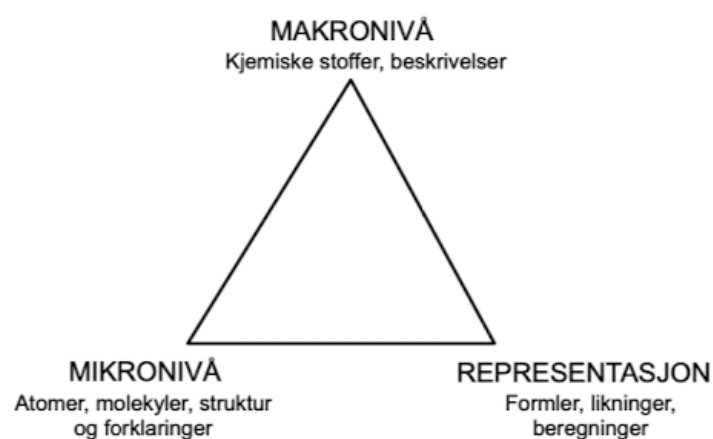 MAKRONIVÅ
Kjemiske stoffer, beskrivelser
MIKRONIVÅ
Atomer, molekyler, struktur
og forklaringer
REPRESENTASJON
Formler, likninger,
beregninger